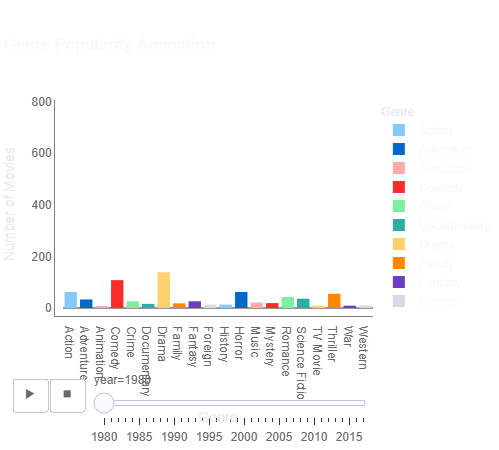 Genre Popularity Animation
800
600
400
200
0
Number of Movies
Genre
Action
Adventure
Animation
Comedy
Crime
Documentary
Drama
Family
Fantasy
Foreign
Action
Adventure
Animation
Comedy
Crime
Documentary
Drama
Family
Fantasy
Foreign
History
Horror
Music
Mystery
Romance
Science Fictio
TV Movie
Thriller
War
Western
year=1980
Genre
1980 1985 1990 1995 2000 2005 2010 2015